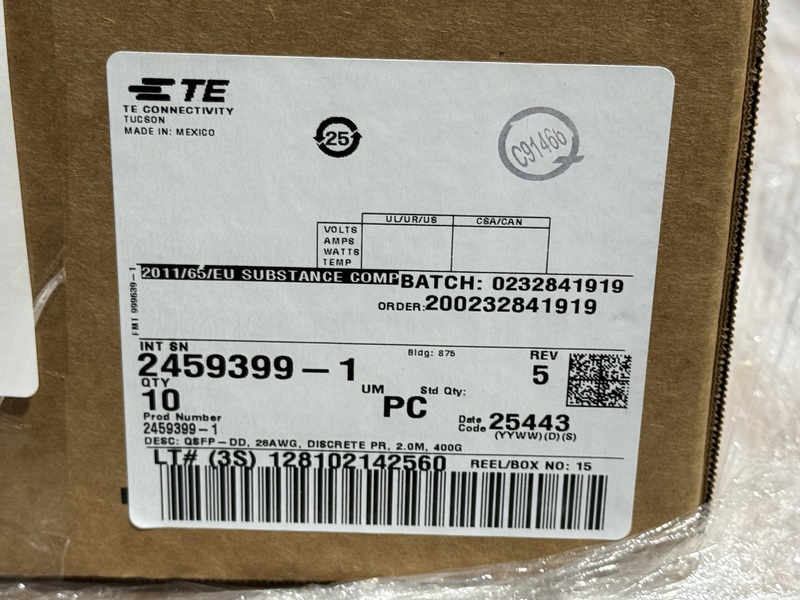 TE
TE CONNECTIVITY
TUCSON
MADE IN: MEXICO
25
C91466
UL/UR/US CSA/CAN
VOLTS
AMPS
WATTS
TEMP
FMT 999639-1
2011/65/EU SUBSTANCE COMP BATCH: 0232841919
ORDER: 200232841919
INT SN Bldg: 875 REV
2459399-1 5
QTY UM Std Qty:
10 PC
Prod Number Date Code 25443
2459399-1 (YYWW)(D)(S)
DESC: QSFP-DD, 28AWG, DISCRETE PR, 2.0M, 400G
LT# (3S) 128102142560 REEL/BOX NO: 15